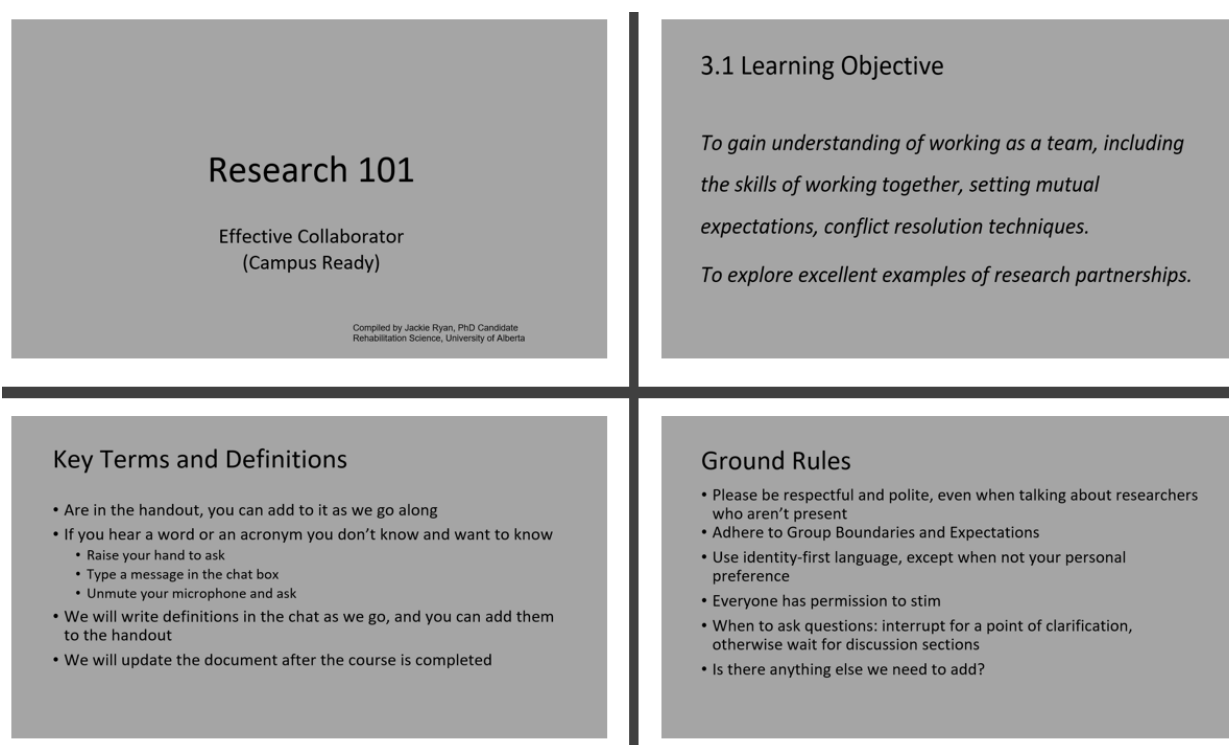 Research 101
Effective Collaborator
(Campus Ready)
Compiled by Jackie Ryan, PhD Candidate
Rehabilitation Science, University of Alberta
3.1 Learning Objective
To gain understanding of working as a team, including
the skills of working together, setting mutual
expectations, conflict resolution techniques.
To explore excellent examples of research partnerships.
Key Terms and Definitions
• Are in the handout, you can add to it as we go along
• If you hear a word or an acronym you don't know and want to know
• Raise your hand to ask
• Type a message in the chat box
• Unmute your microphone and ask
• We will write definitions in the chat as we go, and you can add them
to the handout
• We will update the document after the course is completed
Ground Rules
• Please be respectful and polite, even when talking about researchers
who aren't present
• Adhere to Group Boundaries and Expectations
• Use identity-first language, except when not your personal
preference
• Everyone has permission to stim
• When to ask questions: interrupt for a point of clarification,
otherwise wait for discussion sections
• Is there anything else we need to add?